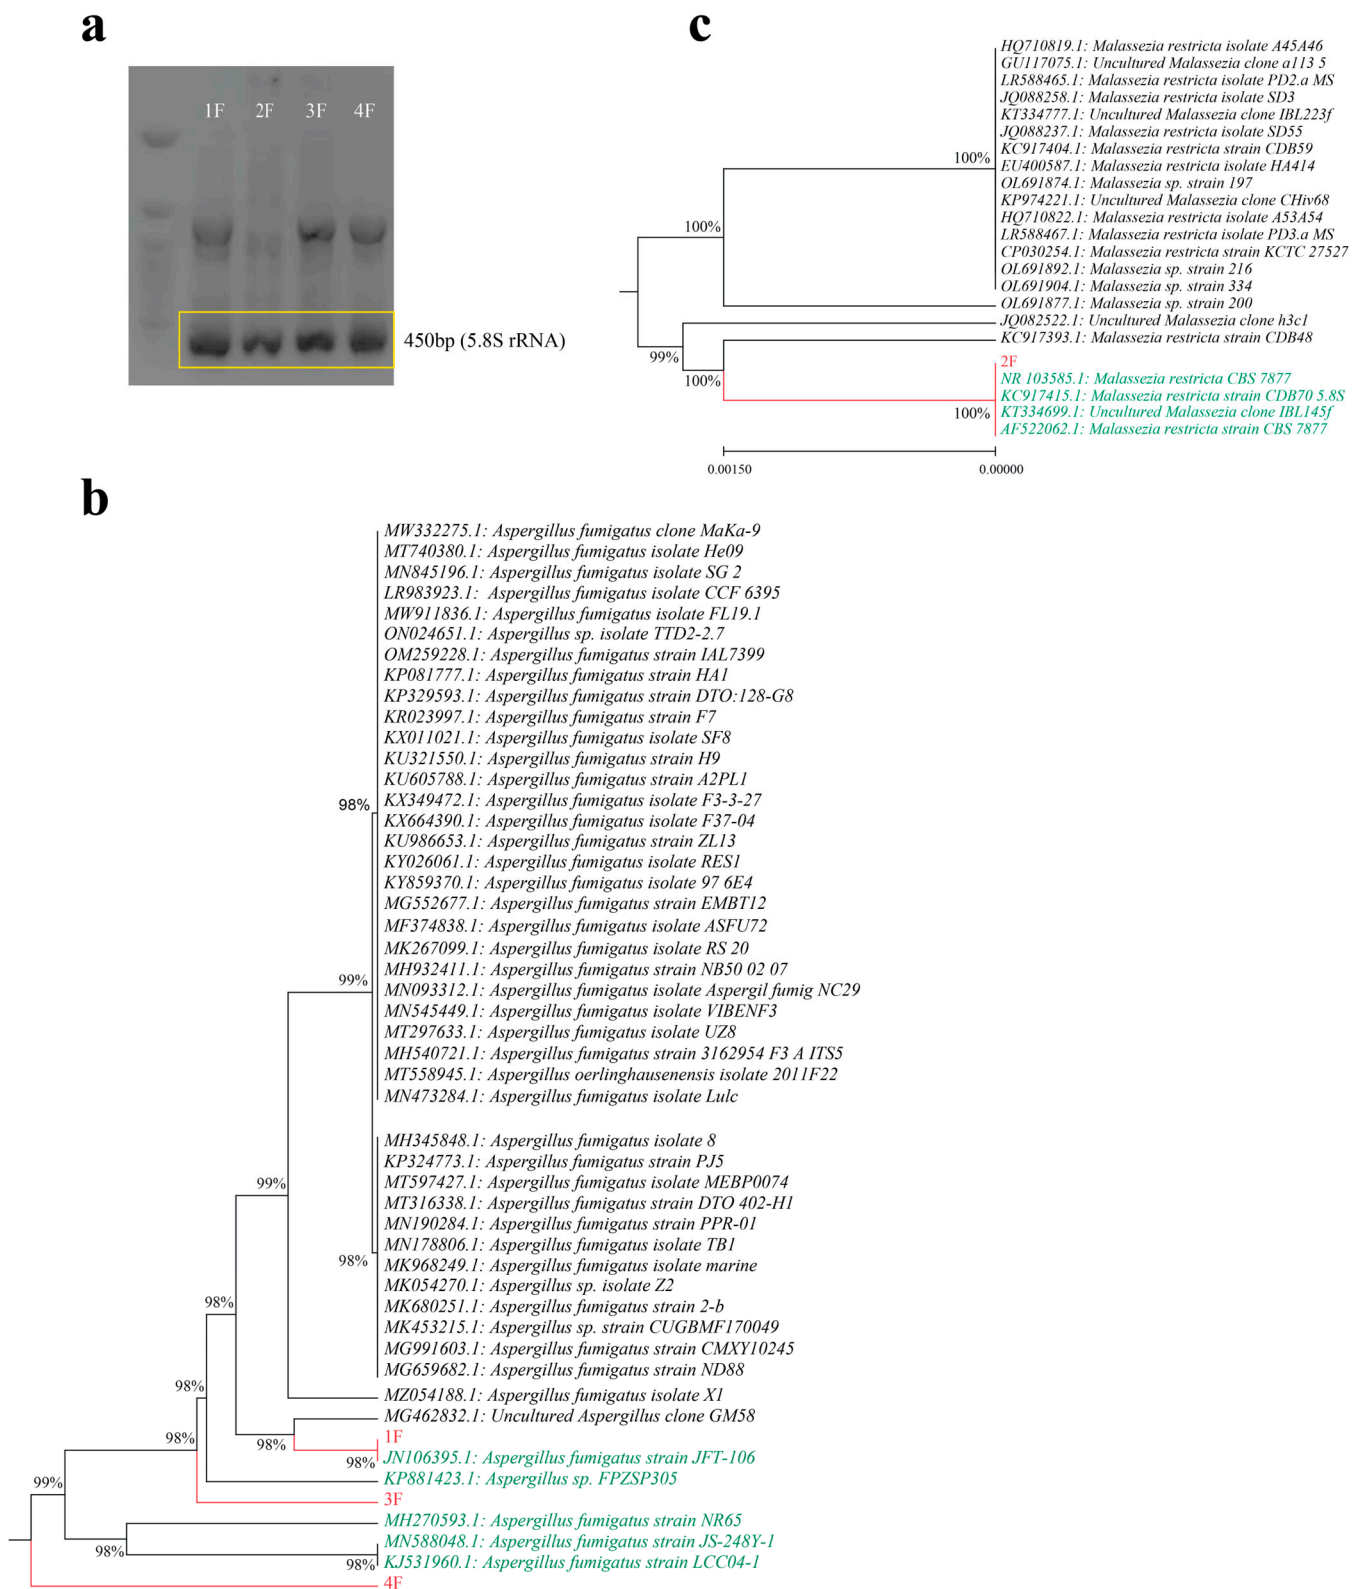 a
1F 2F 3F 4F
450bp (5.8S rRNA)
c
HQ710819.1: Malassezia restricta isolate A45A46
GU117075.1: Uncultured Malassezia clone a113 5
LR588465.1: Malassezia restricta isolate PD2.a MS
JQ088258.1: Malassezia restricta isolate SD3
KT334777.1: Uncultured Malassezia clone IBL223f
JQ088237.1: Malassezia restricta isolate SD55
KC917404.1: Malassezia restricta strain CDB59
100%
EU400587.1: Malassezia restricta isolate HA414
OL691874.1: Malassezia sp. strain 197
KP974221.1: Uncultured Malassezia clone CHiv68
HQ710822.1: Malassezia restricta isolate A53A54
100%
LR588467.1: Malassezia restricta isolate PD3.a MS
CP030254.1: Malassezia restricta strain KCTC 27527
OL691892.1: Malassezia sp. strain 216
OL691904.1: Malassezia sp. strain 334
OL691877.1: Malassezia sp. strain 200
JQ082522.1: Uncultured Malassezia clone h3c1
KC917393.1: Malassezia restricta strain CDB48
99%
2F
100%
NR 103585.1: Malassezia restricta CBS 7877
KC917415.1: Malassezia restricta strain CDB70 5.8S
100%
KT334699.1: Uncultured Malassezia clone IBL145f
AF522062.1: Malassezia restricta strain CBS 7877
0.00150 0.00000
b
MW332275.1: Aspergillus fumigatus clone MaKa-9
MT740380.1: Aspergillus fumigatus isolate He09
MN845196.1: Aspergillus fumigatus isolate SG 2
LR983923.1: Aspergillus fumigatus isolate CCF 6395
MW911836.1: Aspergillus fumigatus isolate FL19.1
ON024651.1: Aspergillus sp. isolate TTD2-2.7
OM259228.1: Aspergillus fumigatus strain IAL7399
KP081777.1: Aspergillus fumigatus strain HA1
KP329593.1: Aspergillus fumigatus strain DTO:128-G8
KR023997.1: Aspergillus fumigatus strain F7
KX011021.1: Aspergillus fumigatus isolate SF8
KU321550.1: Aspergillus fumigatus strain H9
KU605788.1: Aspergillus fumigatus strain A2PL1
98%
KX349472.1: Aspergillus fumigatus isolate F3-3-27
KX664390.1: Aspergillus fumigatus isolate F37-04
KU986653.1: Aspergillus fumigatus strain ZL13
KY026061.1: Aspergillus fumigatus isolate RES1
KY859370.1: Aspergillus fumigatus isolate 97 6E4
MG552677.1: Aspergillus fumigatus strain EMBT12
MF374838.1: Aspergillus fumigatus isolate ASFU72
MK267099.1: Aspergillus fumigatus isolate RS 20
MH932411.1: Aspergillus fumigatus strain NB50 02 07
99%
MN093312.1: Aspergillus fumigatus isolate Aspergil fumig NC29
MN545449.1: Aspergillus fumigatus isolate VIBENF3
MT297633.1: Aspergillus fumigatus isolate UZ8
MH540721.1: Aspergillus fumigatus strain 3162954 F3 A ITS5
MT558945.1: Aspergillus oerlinghausenensis isolate 2011F22
MN473284.1: Aspergillus fumigatus isolate Lulc
MH345848.1: Aspergillus fumigatus isolate 8
KP324773.1: Aspergillus fumigatus strain PJ5
99%
MT597427.1: Aspergillus fumigatus isolate MEBP0074
MT316338.1: Aspergillus fumigatus strain DTO 402-H1
MN190284.1: Aspergillus fumigatus strain PPR-01
MN178806.1: Aspergillus fumigatus isolate TB1
98%
MK968249.1: Aspergillus fumigatus isolate marine
MK054270.1: Aspergillus sp. isolate Z2
98%
MK680251.1: Aspergillus fumigatus strain 2-b
MK453215.1: Aspergillus sp. strain CUGBMF170049
MG991603.1: Aspergillus fumigatus strain CMXY10245
MG659682.1: Aspergillus fumigatus strain ND88
98%
MZ054188.1: Aspergillus fumigatus isolate X1
MG462832.1: Uncultured Aspergillus clone GM58
98%
1F
98%
JN106395.1: Aspergillus fumigatus strain JFT-106
98%
KP881423.1: Aspergillus sp. FPZSP305
99%
3F
MH270593.1: Aspergillus fumigatus strain NR65
MN588048.1: Aspergillus fumigatus strain JS-248Y-1
98%
KJ531960.1: Aspergillus fumigatus strain LCC04-1
98%
4F